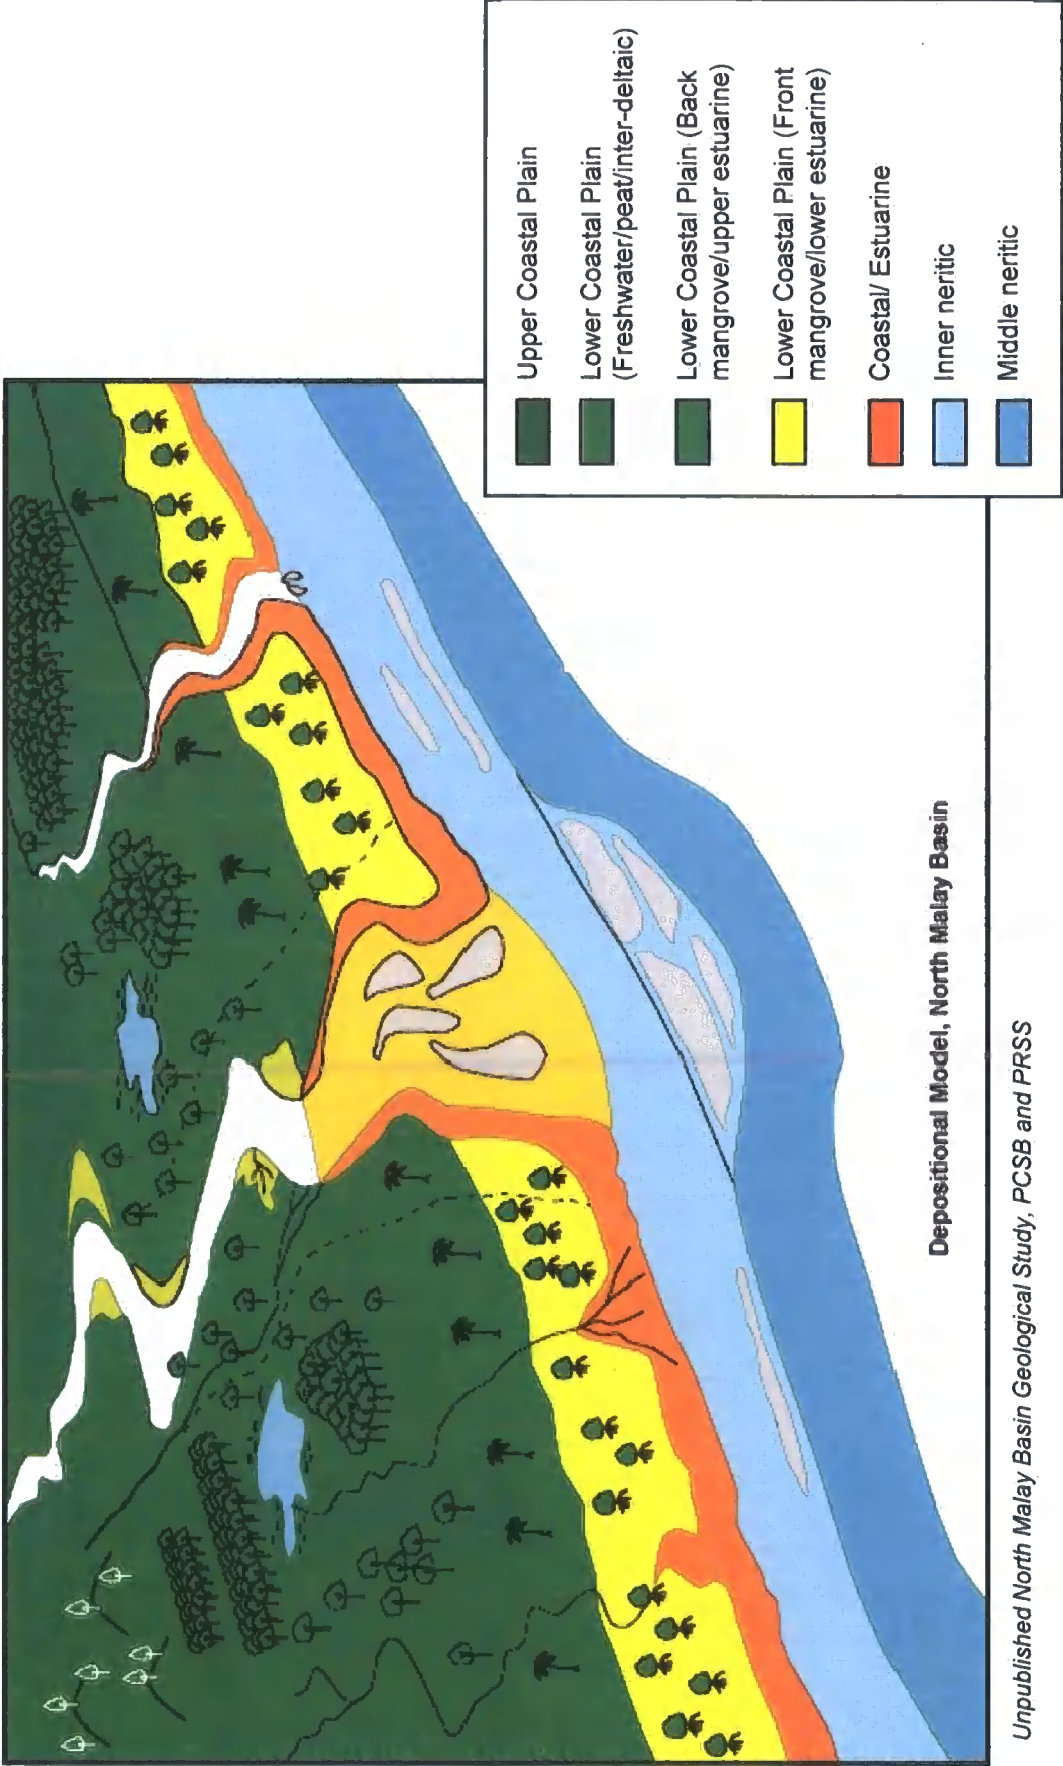 Upper Coastal Plain
Lower Coastal Plain
(Freshwater/peat/inter-deltaic)
Lower Coastal Plain (Back
mangrove/upper estuarine)
Lower Coastal Plain (Front
mangrove/lower estuarine)
Coastal/ Estuarine
Inner neritic
Middle neritic
Depositional Model, North Malay Basin
Unpublished North Malay Basin Geological Study, PCSB and PRSS